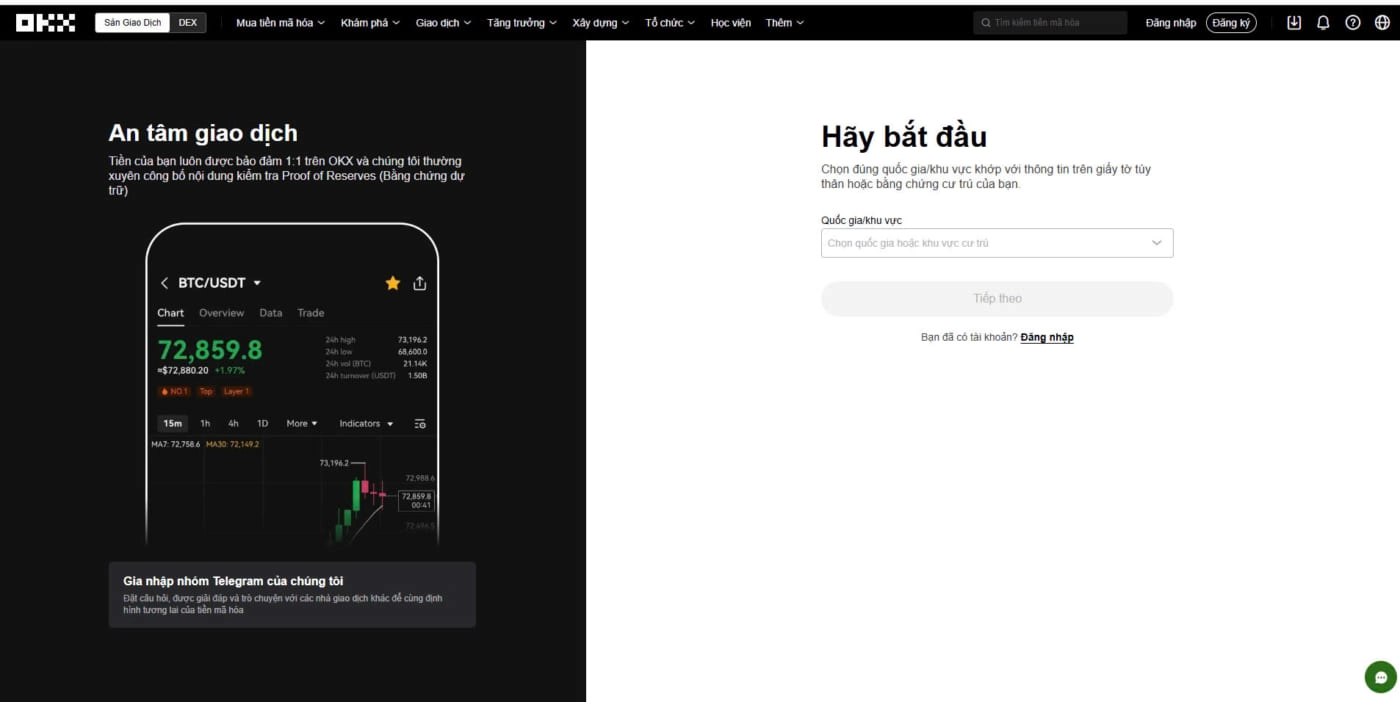 OKX
Sàn Giao Dịch DEX Mua tiền mã hóa Khám phá Giao dịch Tăng trưởng Xây dựng Tổ chức Học viện Thêm Tìm kiếm tiền mã hóa Đăng nhập Đăng ký
An tâm giao dịch
Tiền của bạn luôn được bảo đảm 1:1 trên OKX và chúng tôi thường
xuyên công bố nội dung kiểm tra Proof of Reserves (Bằng chứng dự
trữ)
BTC/USDT
Chart Overview Data Trade
72,859.8
≈$72,880.20 +1.97%
24h high 73,196.2
24h low 68,600.0
24h vol (BTC) 21.14K
24h turnover (USDT) 1.50B
NO.1 Top Layer 1
15m 1h 4h 1D More Indicators
MA7: 72,758.6 MA30: 72,149.2
73,196.2
72,988.6
72,859.8
00:41
72,496.5
Gia nhập nhóm Telegram của chúng tôi
Đặt câu hỏi, được giải đáp và trò chuyện với các nhà giao dịch khác để cùng định
hình tương lai của tiền mã hóa
Hãy bắt đầu
Chọn đúng quốc gia/khu vực khớp với thông tin trên giấy tờ tùy
thân hoặc bằng chứng cư trú của bạn.
Quốc gia/khu vực
Chọn quốc gia hoặc khu vực cư trú
Tiếp theo
Bạn đã có tài khoản? Đăng nhập